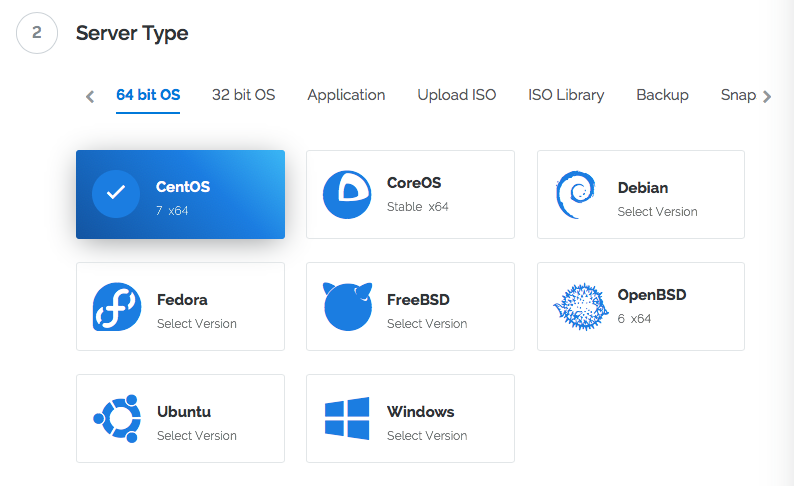 2 Server Type
64 bit OS 32 bit OS Application Upload ISO ISO Library Backup Snap
CentOS
7 x64
CoreOS
Stable x64
Debian
Select Version
Fedora
Select Version
FreeBSD
Select Version
OpenBSD
6 x64
Ubuntu
Select Version
Windows
Select Version